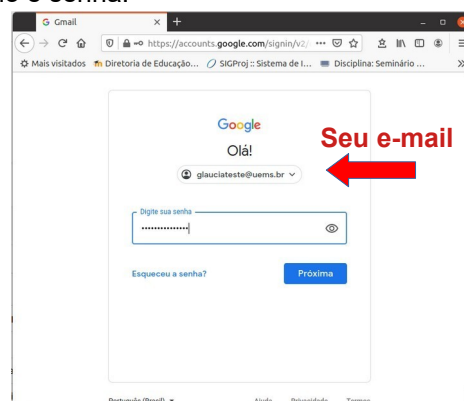 G Gmail
https://accounts.google.com/signin/v2/
Mais visitados Diretoria de Educação... SIGProj :: Sistema de I... Disciplina: Seminário ...
Google
Olá!
Seu e-mail
glauciateste@uems.br
Digite sua senha
•••••••••••••••
Esqueceu a senha?
Próxima
Português (Brasil) Ajuda Privacidade Termos